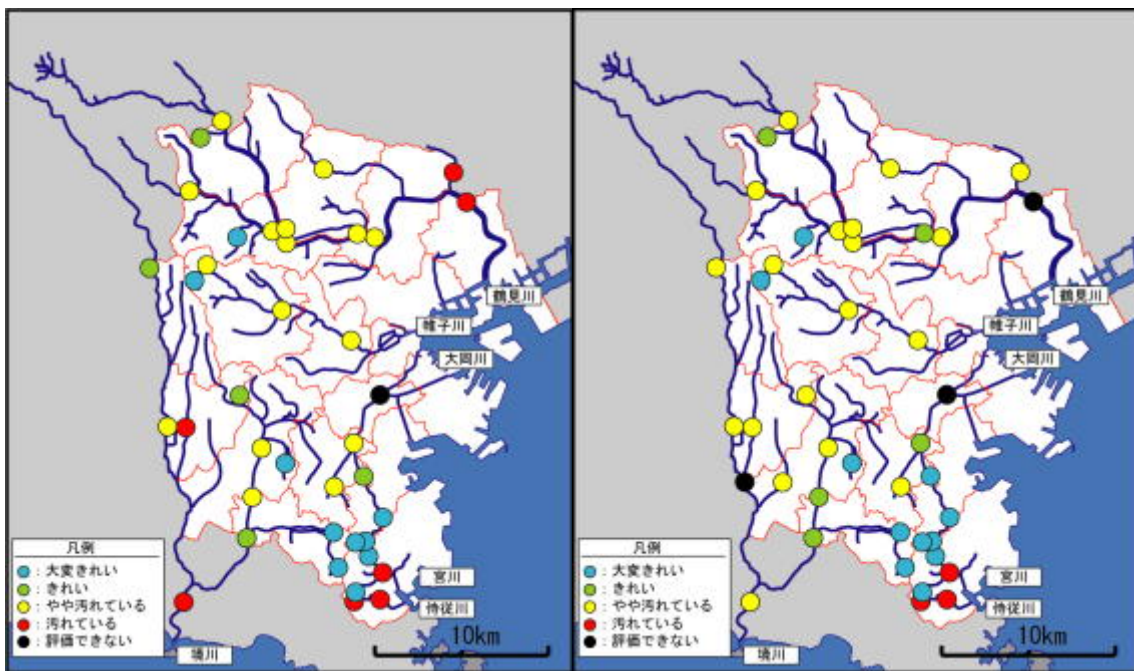 鶴見川
帷子川
大岡川
凡例
：大変きれい
：きれい
：やや汚れている
：汚れている
：評価できない
宮川
侍従川
10km
境川
鶴見川
帷子川
大岡川
凡例
：大変きれい
：きれい
：やや汚れている
：汚れている
：評価できない
宮川
侍従川
10km
境川